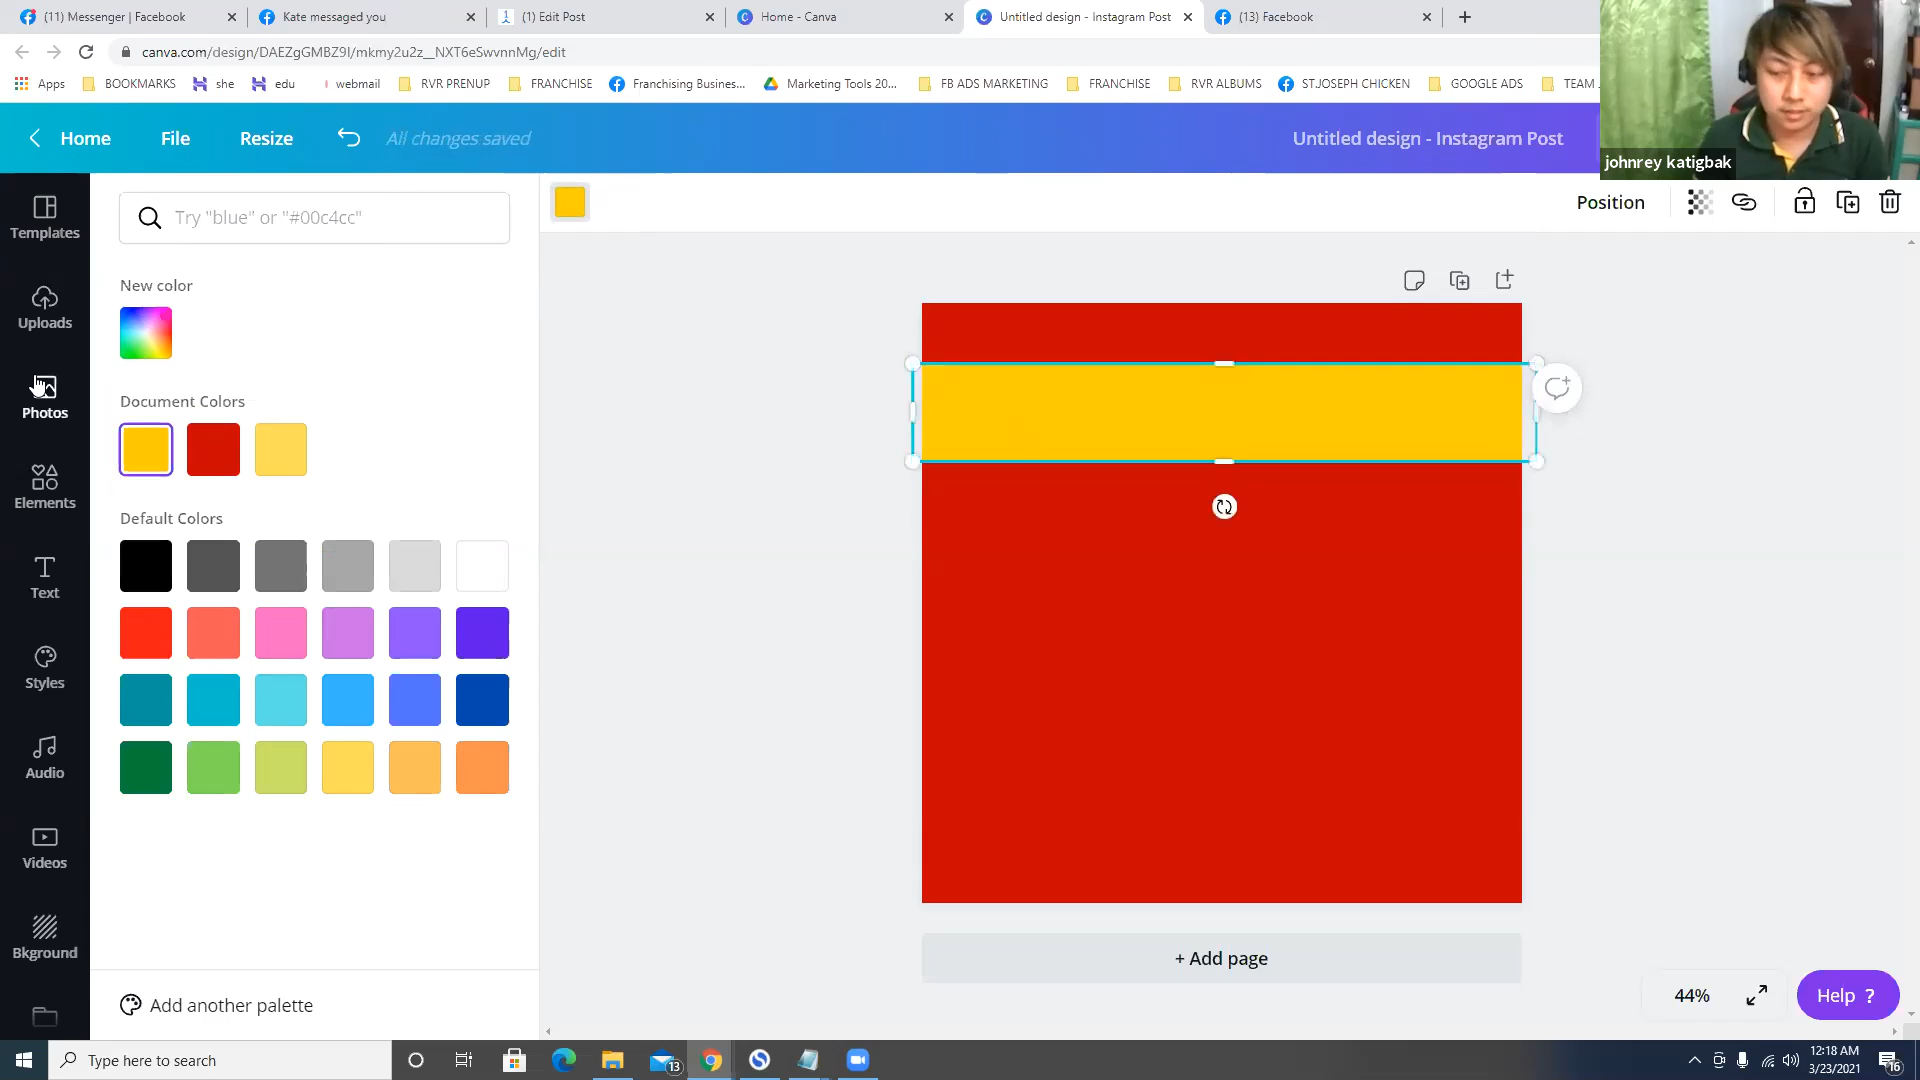 (11) Messenger | Facebook
Kate messaged you
(1) Edit Post
Home - Canva
Untitled design - Instagram Post
(13) Facebook
canva.com/design/DAEZgGMBZ9I/mkmy2u2z__NXT6eSwvnnMg/edit
Apps
BOOKMARKS
she
edu
webmail
RVR PRENUP
FRANCHISE
Franchising Busines...
Marketing Tools 20...
FB ADS MARKETING
FRANCHISE
RVR ALBUMS
ST.JOSEPH CHICKEN
GOOGLE ADS
TEAM
Home
File
Resize
All changes saved
Untitled design - Instagram Post
johnrey katigbak
Templates
Uploads
Photos
Elements
Text
Styles
Audio
Videos
Bkground
Try "blue" or "#00c4cc"
New color
Document Colors
Default Colors
Add another palette
Position
+ Add page
44%
Help ?
Type here to search
13
12:18 AM
3/23/2021
16